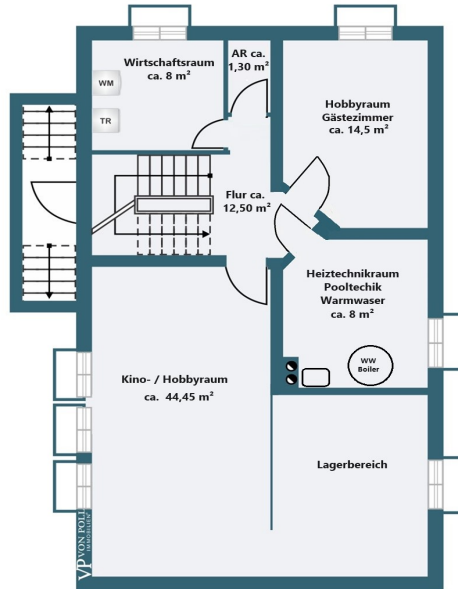 Wirtschaftsraum
ca. 8 m²
AR ca.
1,30 m²
WM
TR
Hobbyraum
Gästezimmer
ca. 14,5 m²
Flur ca.
12,50 m²
Heiztechnikraum
Pooltechik
Warmwaser
ca. 8 m²
WW
Boiler
Kino- / Hobbyraum
ca. 44,45 m²
Lagerbereich
VP VON POLL
IMMOBILIEN